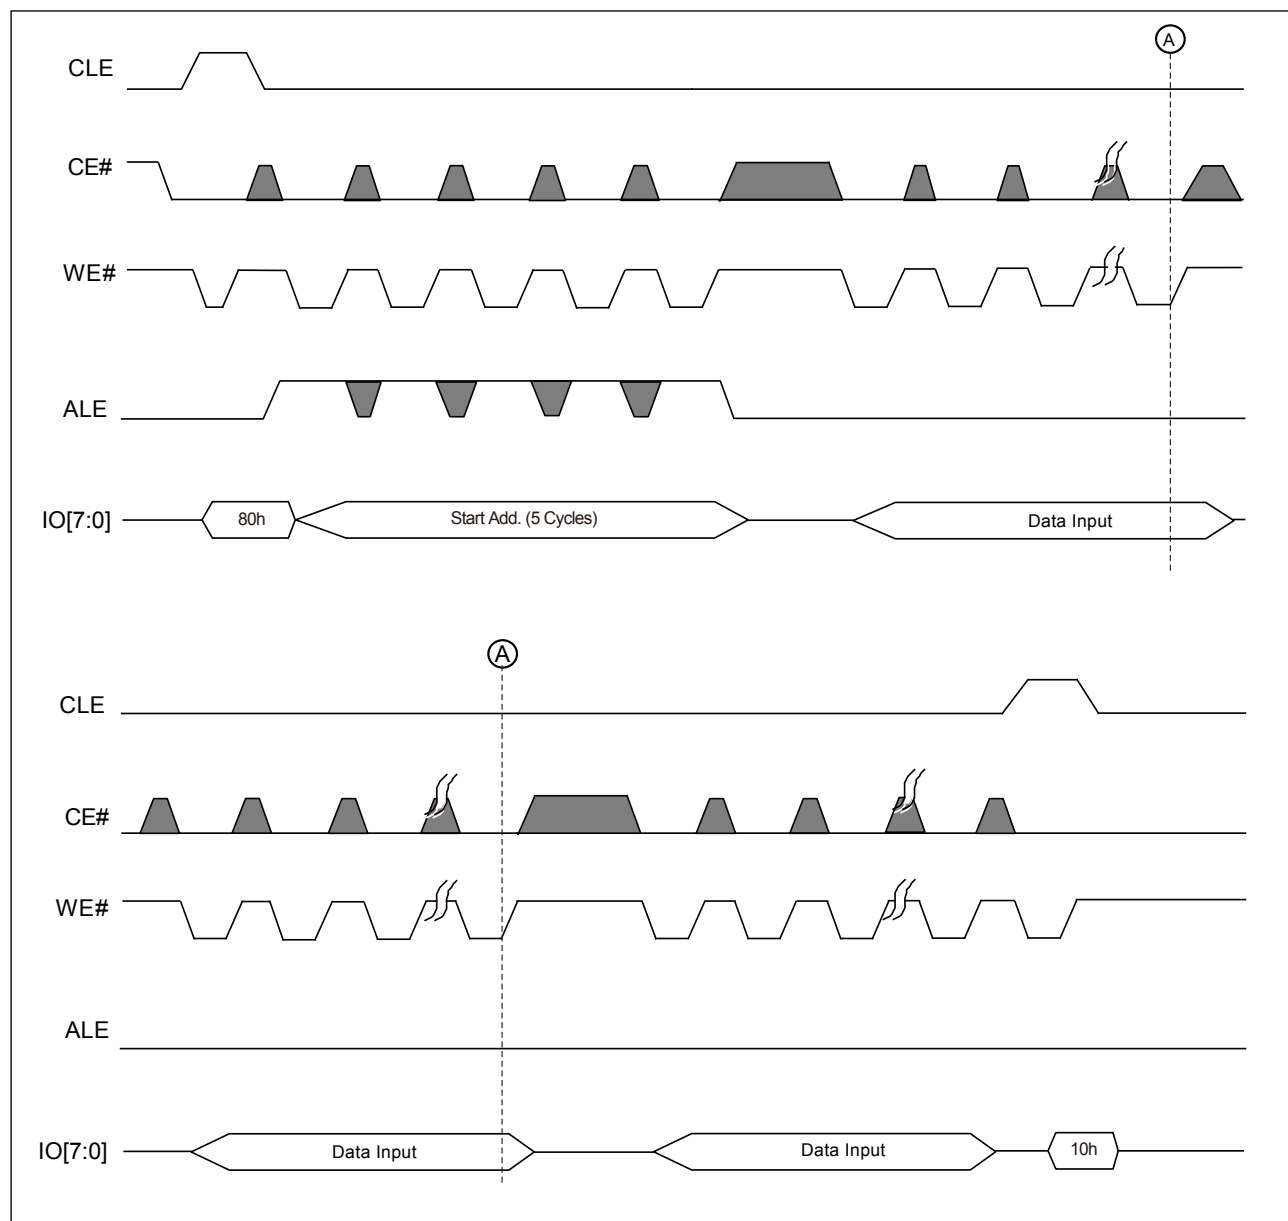 A
CLE
CE#
WE#
ALE
IO[7:0] 80h Start Add. (5 Cycles) Data Input
A
CLE
CE#
WE#
ALE
IO[7:0] Data Input Data Input 10h